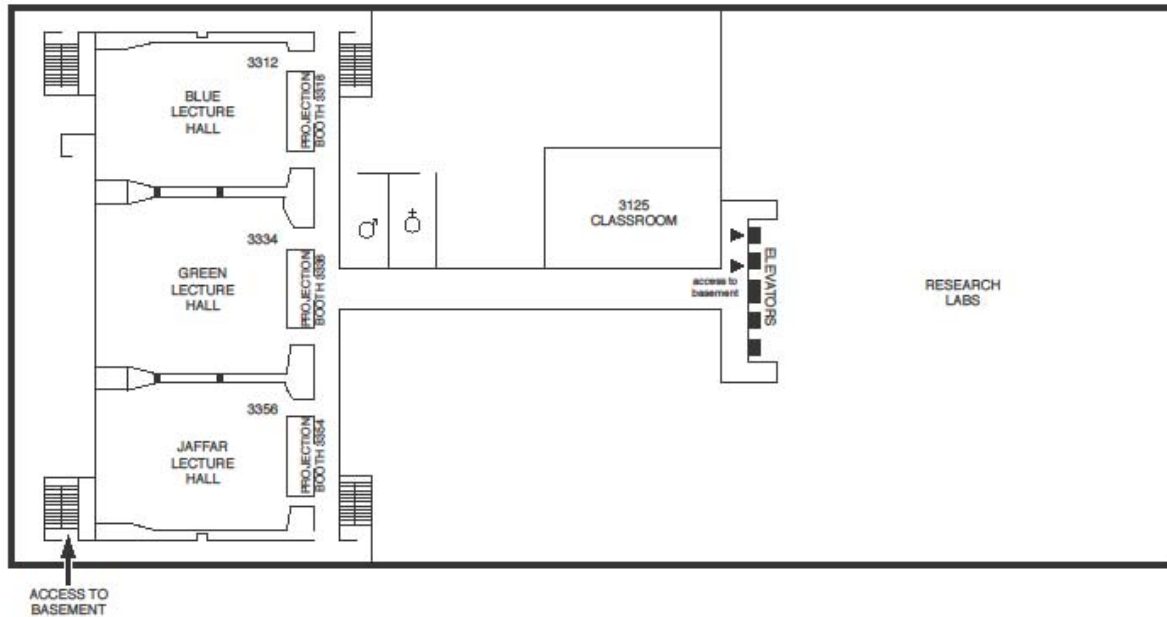 3312
BLUE
LECTURE
HALL
PROJECTION
BOOTH 3316
3334
GREEN
LECTURE
HALL
PROJECTION
BOOTH 3336
3356
JAFFAR
LECTURE
HALL
PROJECTION
BOOTH 3354
3125
CLASSROOM
access to
basement
ELEVATORS
RESEARCH
LABS
ACCESS TO
BASEMENT